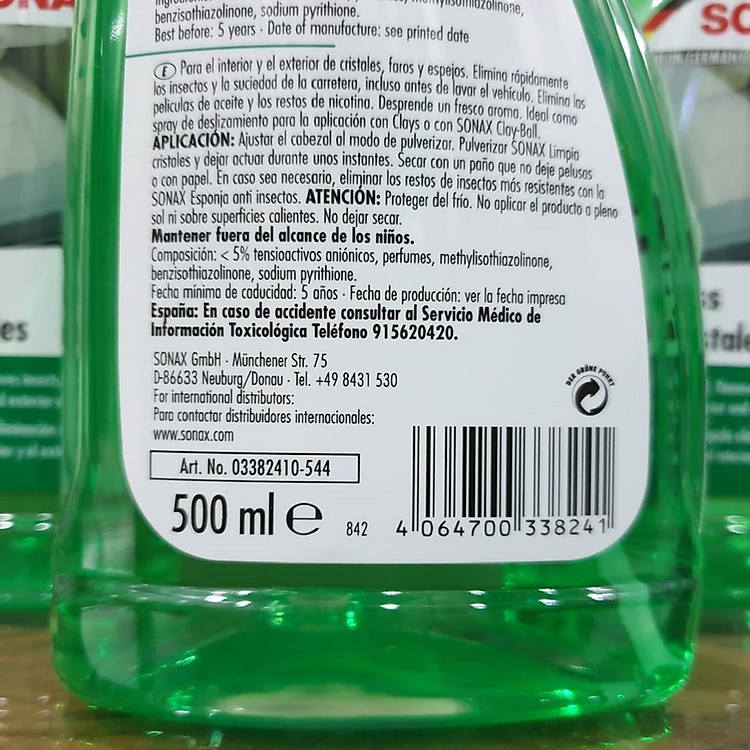 methylisothiazolinone,
benzisothiazolinone, sodium pyrithione.
Best before: 5 years · Date of manufacture: see printed date
E Para el interior y el exterior de cristales, faros y espejos. Elimina rápidamente
los insectos y la suciedad de la carretera, incluso antes de lavar el vehículo. Elimina las
películas de aceite y los restos de nicotina. Desprende un fresco aroma. Ideal como
spray de deslizamiento para la aplicación con Clays o con SONAX Clay-Ball.
APLICACIÓN: Ajustar el cabezal al modo de pulverizar. Pulverizar SONAX Limpia
cristales y dejar actuar durante unos instantes. Secar con un paño que no deje pelusas
o con papel. En caso sea necesario, eliminar los restos de insectos más resistentes con la
SONAX Esponja anti insectos. ATENCIÓN: Proteger del frío. No aplicar el producto a pleno
sol ni sobre superficies calientes. No dejar secar.
Mantener fuera del alcance de los niños.
Composición: < 5% tensioactivos aniónicos, perfumes, methylisothiazolinone,
benzisothiazolinone, sodium pyrithione.
Fecha mínima de caducidad: 5 años · Fecha de producción: ver la fecha impresa
España: En caso de accidente consultar al Servicio Médico de
Información Toxicológica Teléfono 915620420.
SONAX GmbH · Münchener Str. 75
D-86633 Neuburg/Donau · Tel. +49 8431 530
For international distributors:
Para contactar distribuidores internacionales:
www.sonax.com
DER GRÜNE PUNKT
Art. No. 03382410-544
500 ml e
842
4 064700 338241